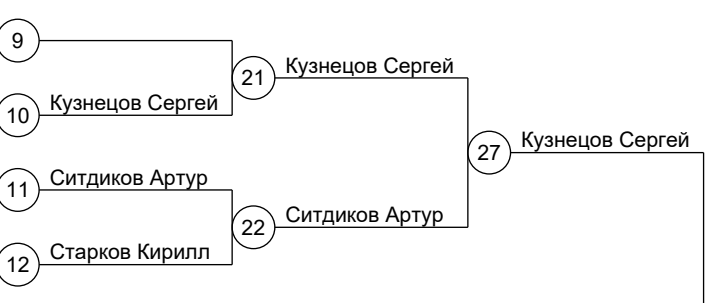 9
21 Кузнецов Сергей
10 Кузнецов Сергей
27 Кузнецов Сергей
11 Ситдиков Артур
22 Ситдиков Артур
12 Старков Кирилл